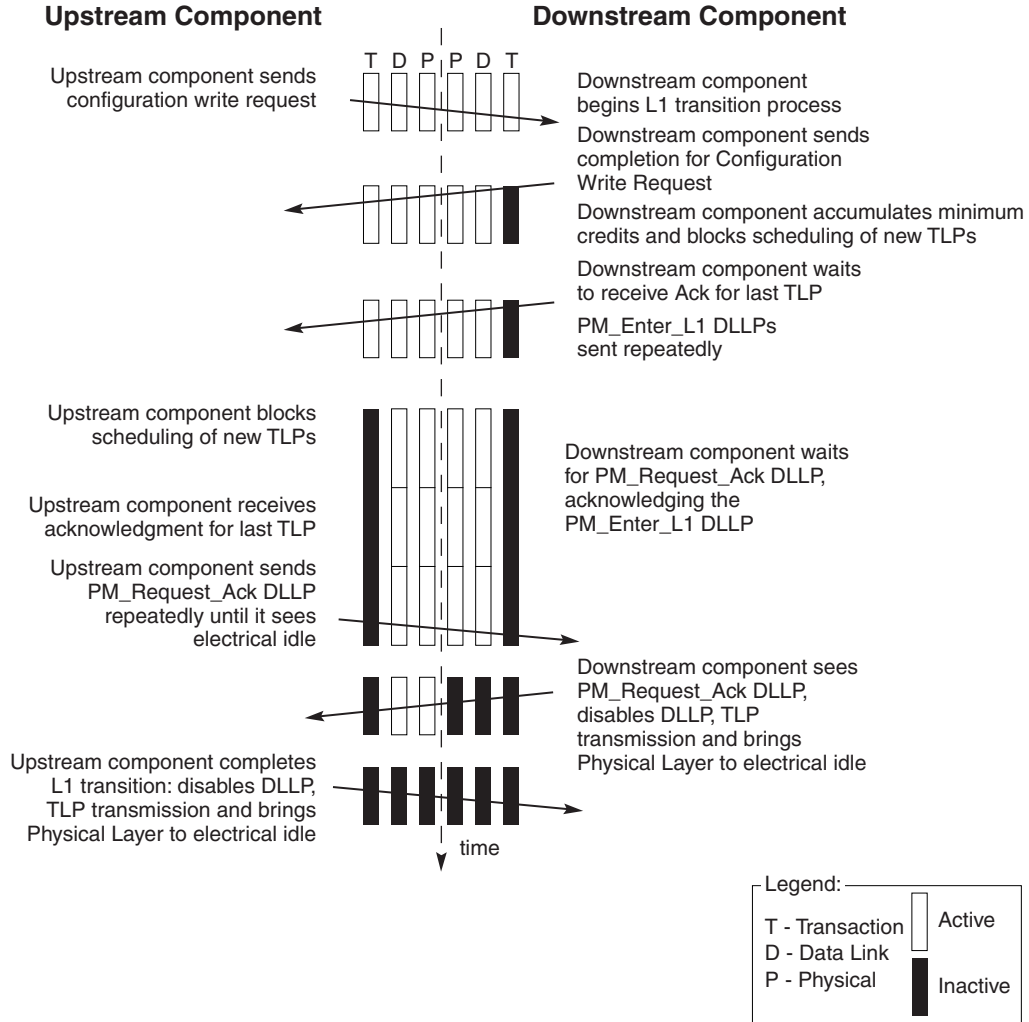 Upstream Component
Downstream Component
T D P P D T
Upstream component sends
configuration write request
Downstream component
begins L1 transition process
Downstream component sends
completion for Configuration
Write Request
Downstream component accumulates minimum
credits and blocks scheduling of new TLPs
Downstream component waits
to receive Ack for last TLP
PM_Enter_L1 DLLPs
sent repeatedly
Upstream component blocks
scheduling of new TLPs
Downstream component waits
for PM_Request_Ack DLLP,
acknowledging the
PM_Enter_L1 DLLP
Upstream component receives
acknowledgment for last TLP
Upstream component sends
PM_Request_Ack DLLP
repeatedly until it sees
electrical idle
Downstream component sees
PM_Request_Ack DLLP,
disables DLLP, TLP
transmission and brings
Physical Layer to electrical idle
Upstream component completes
L1 transition: disables DLLP,
TLP transmission and brings
Physical Layer to electrical idle
time
Legend:
T - Transaction
D - Data Link
P - Physical
Active
Inactive